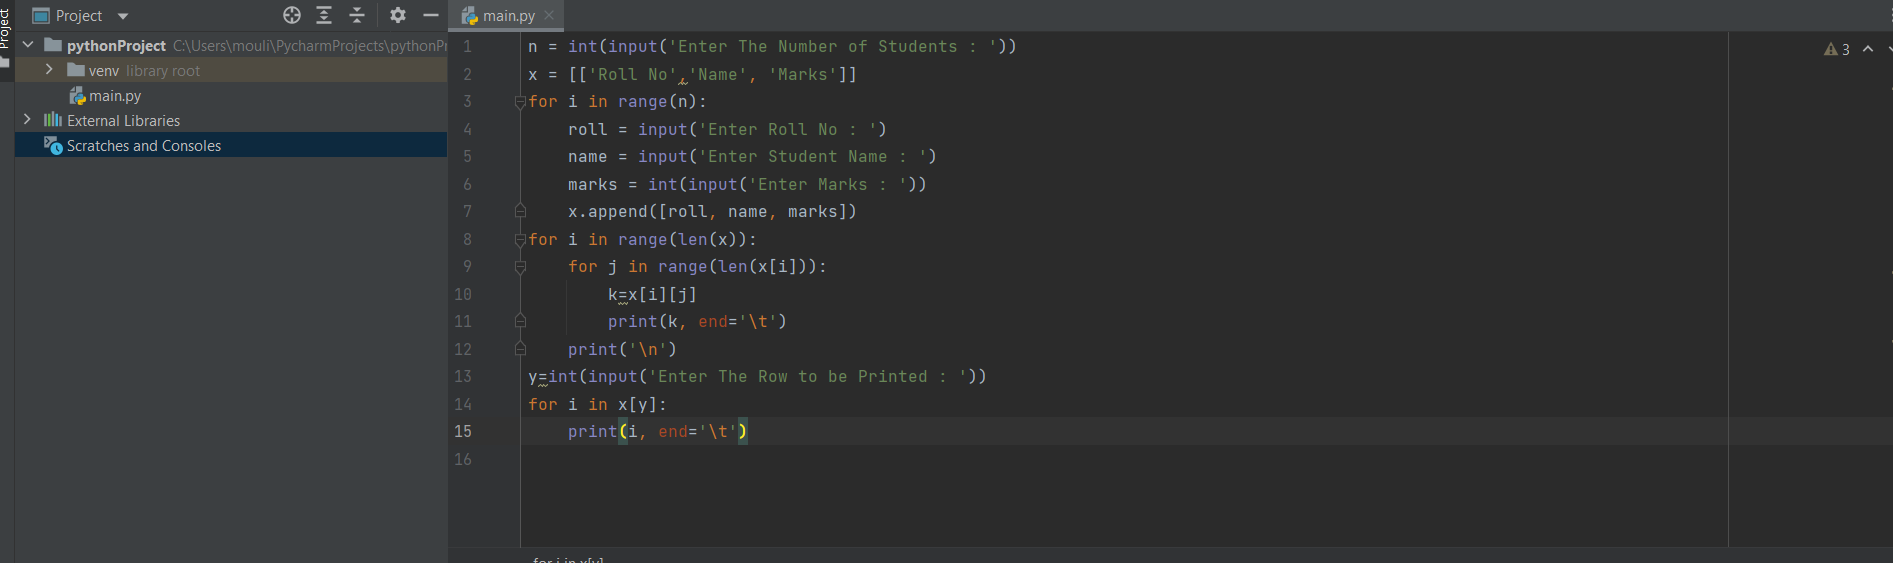 Project
Project
main.py
pythonProject C:\Users\mouli\PycharmProjects\pythonPr
venv library root
main.py
External Libraries
Scratches and Consoles
3
1 n = int(input('Enter The Number of Students : '))
2 x = [['Roll No','Name', 'Marks']]
3 for i in range(n):
4     roll = input('Enter Roll No : ')
5     name = input('Enter Student Name : ')
6     marks = int(input('Enter Marks : '))
7     x.append([roll, name, marks])
8 for i in range(len(x)):
9     for j in range(len(x[i])):
10         k=x[i][j]
11         print(k, end='\t')
12     print('\n')
13 y=int(input('Enter The Row to be Printed : '))
14 for i in x[y]:
15     print(i, end='\t')
16
for i in x[y]